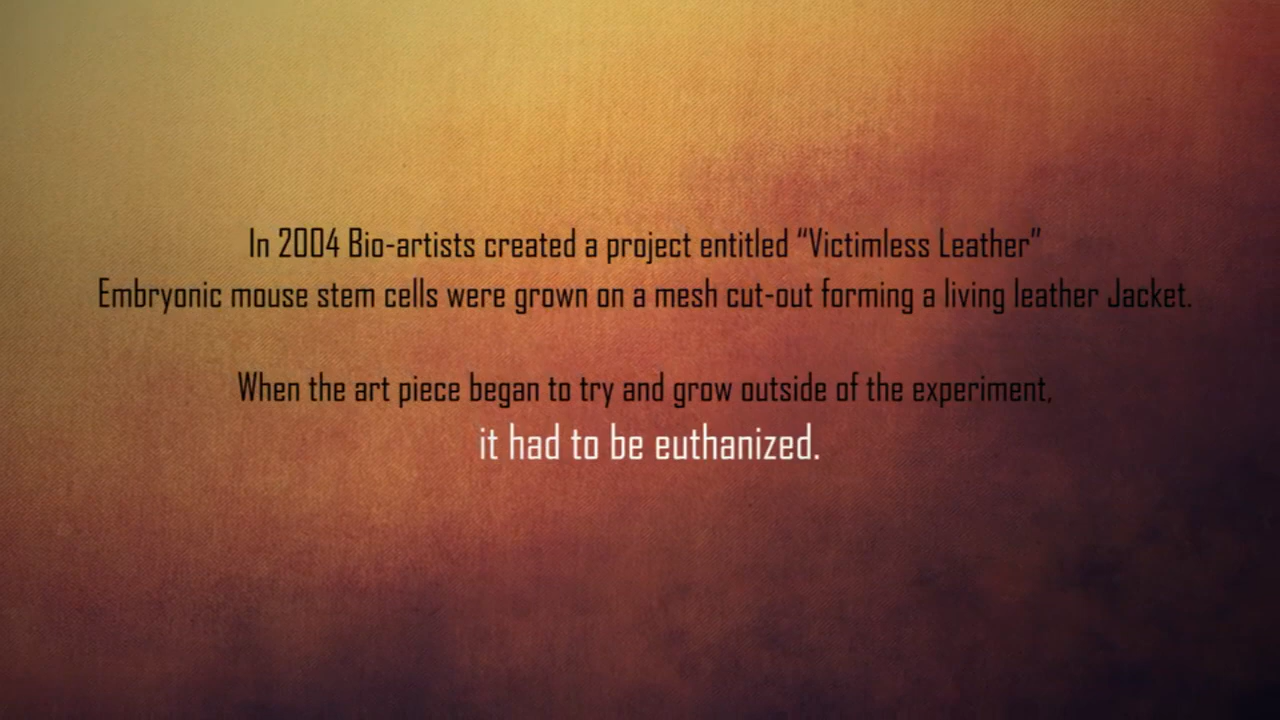 In 2004 Bio-artists created a project entitled “Victimless Leather”
Embryonic mouse stem cells were grown on a mesh cut-out forming a living leather Jacket.
When the art piece began to try and grow outside of the experiment,
it had to be euthanized.